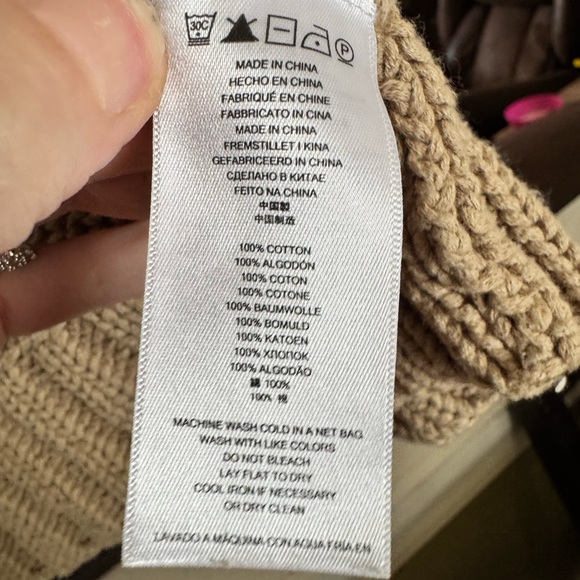 30C P
MADE IN CHINA
HECHO EN CHINA
FABRIQUÉ EN CHINE
FABBRICATO IN CINA
MADE IN CHINA
FREMSTILLET I KINA
GEFABRICEERD IN CHINA
СДЕЛАНО В КИТАЕ
FEITO NA CHINA
中国製
中国制造
100% COTTON
100% ALGODÓN
100% COTON
100% COTONE
100% BAUMWOLLE
100% BOMULD
100% KATOEN
100% ХЛОПОК
100% ALGODÃO
綿 100%
100% 棉
MACHINE WASH COLD IN A NET BAG
WASH WITH LIKE COLORS
DO NOT BLEACH
LAY FLAT TO DRY
COOL IRON IF NECESSARY
OR DRY CLEAN
LAVADO A MÁQUINA CON AGUA FRÍA EN